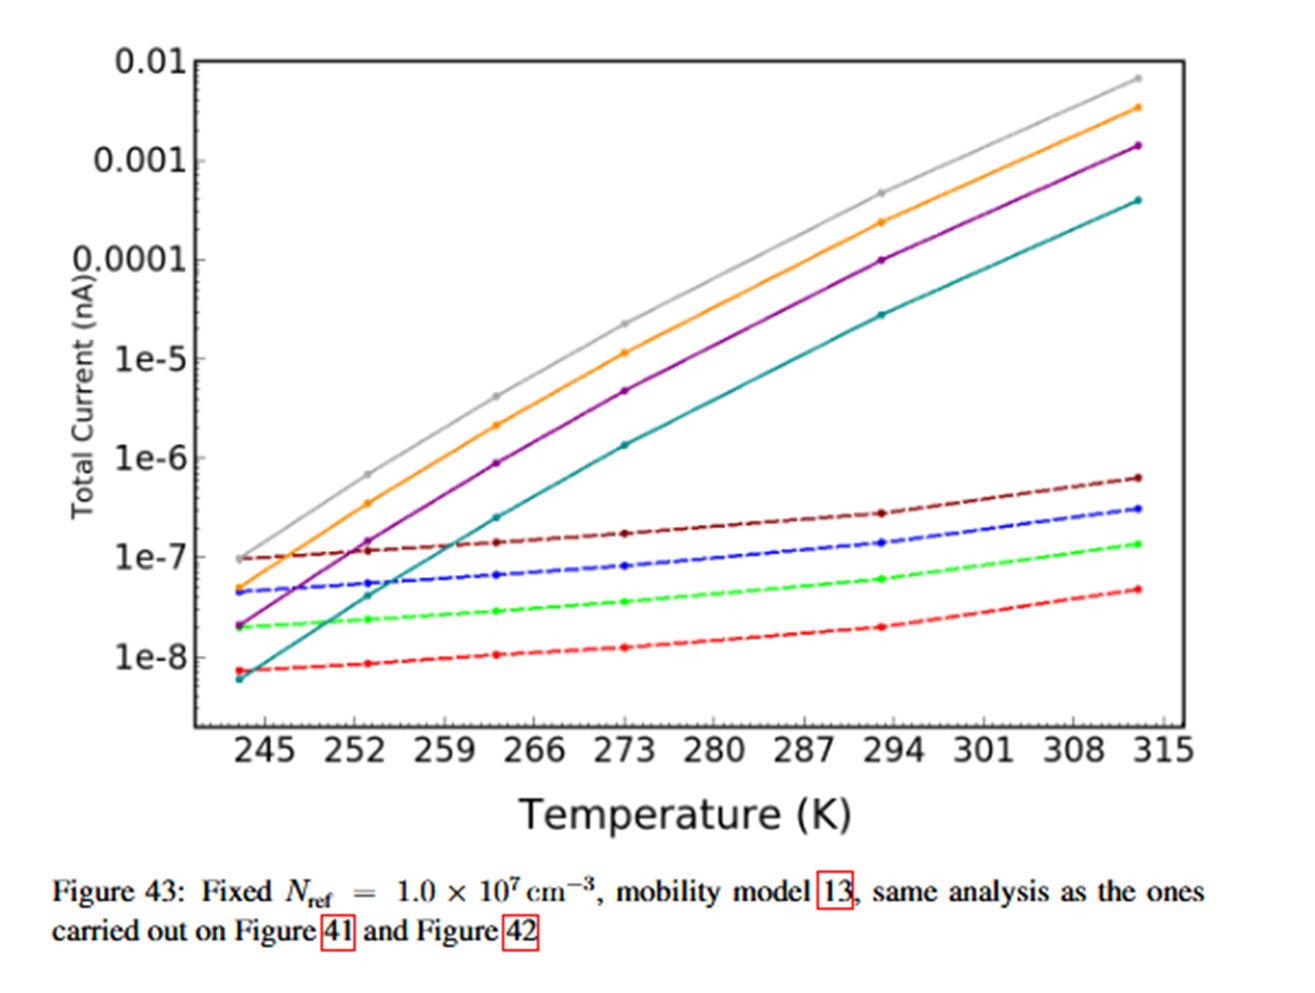 0.01
0.001
0.0001
1e-5
1e-6
1e-7
1e-8
Total Current (nA)
245 252 259 266 273 280 287 294 301 308 315
Temperature (K)
Figure 43: Fixed N_ref = 1.0 × 10⁷ cm⁻³, mobility model 13, same analysis as the ones
carried out on Figure 41 and Figure 42